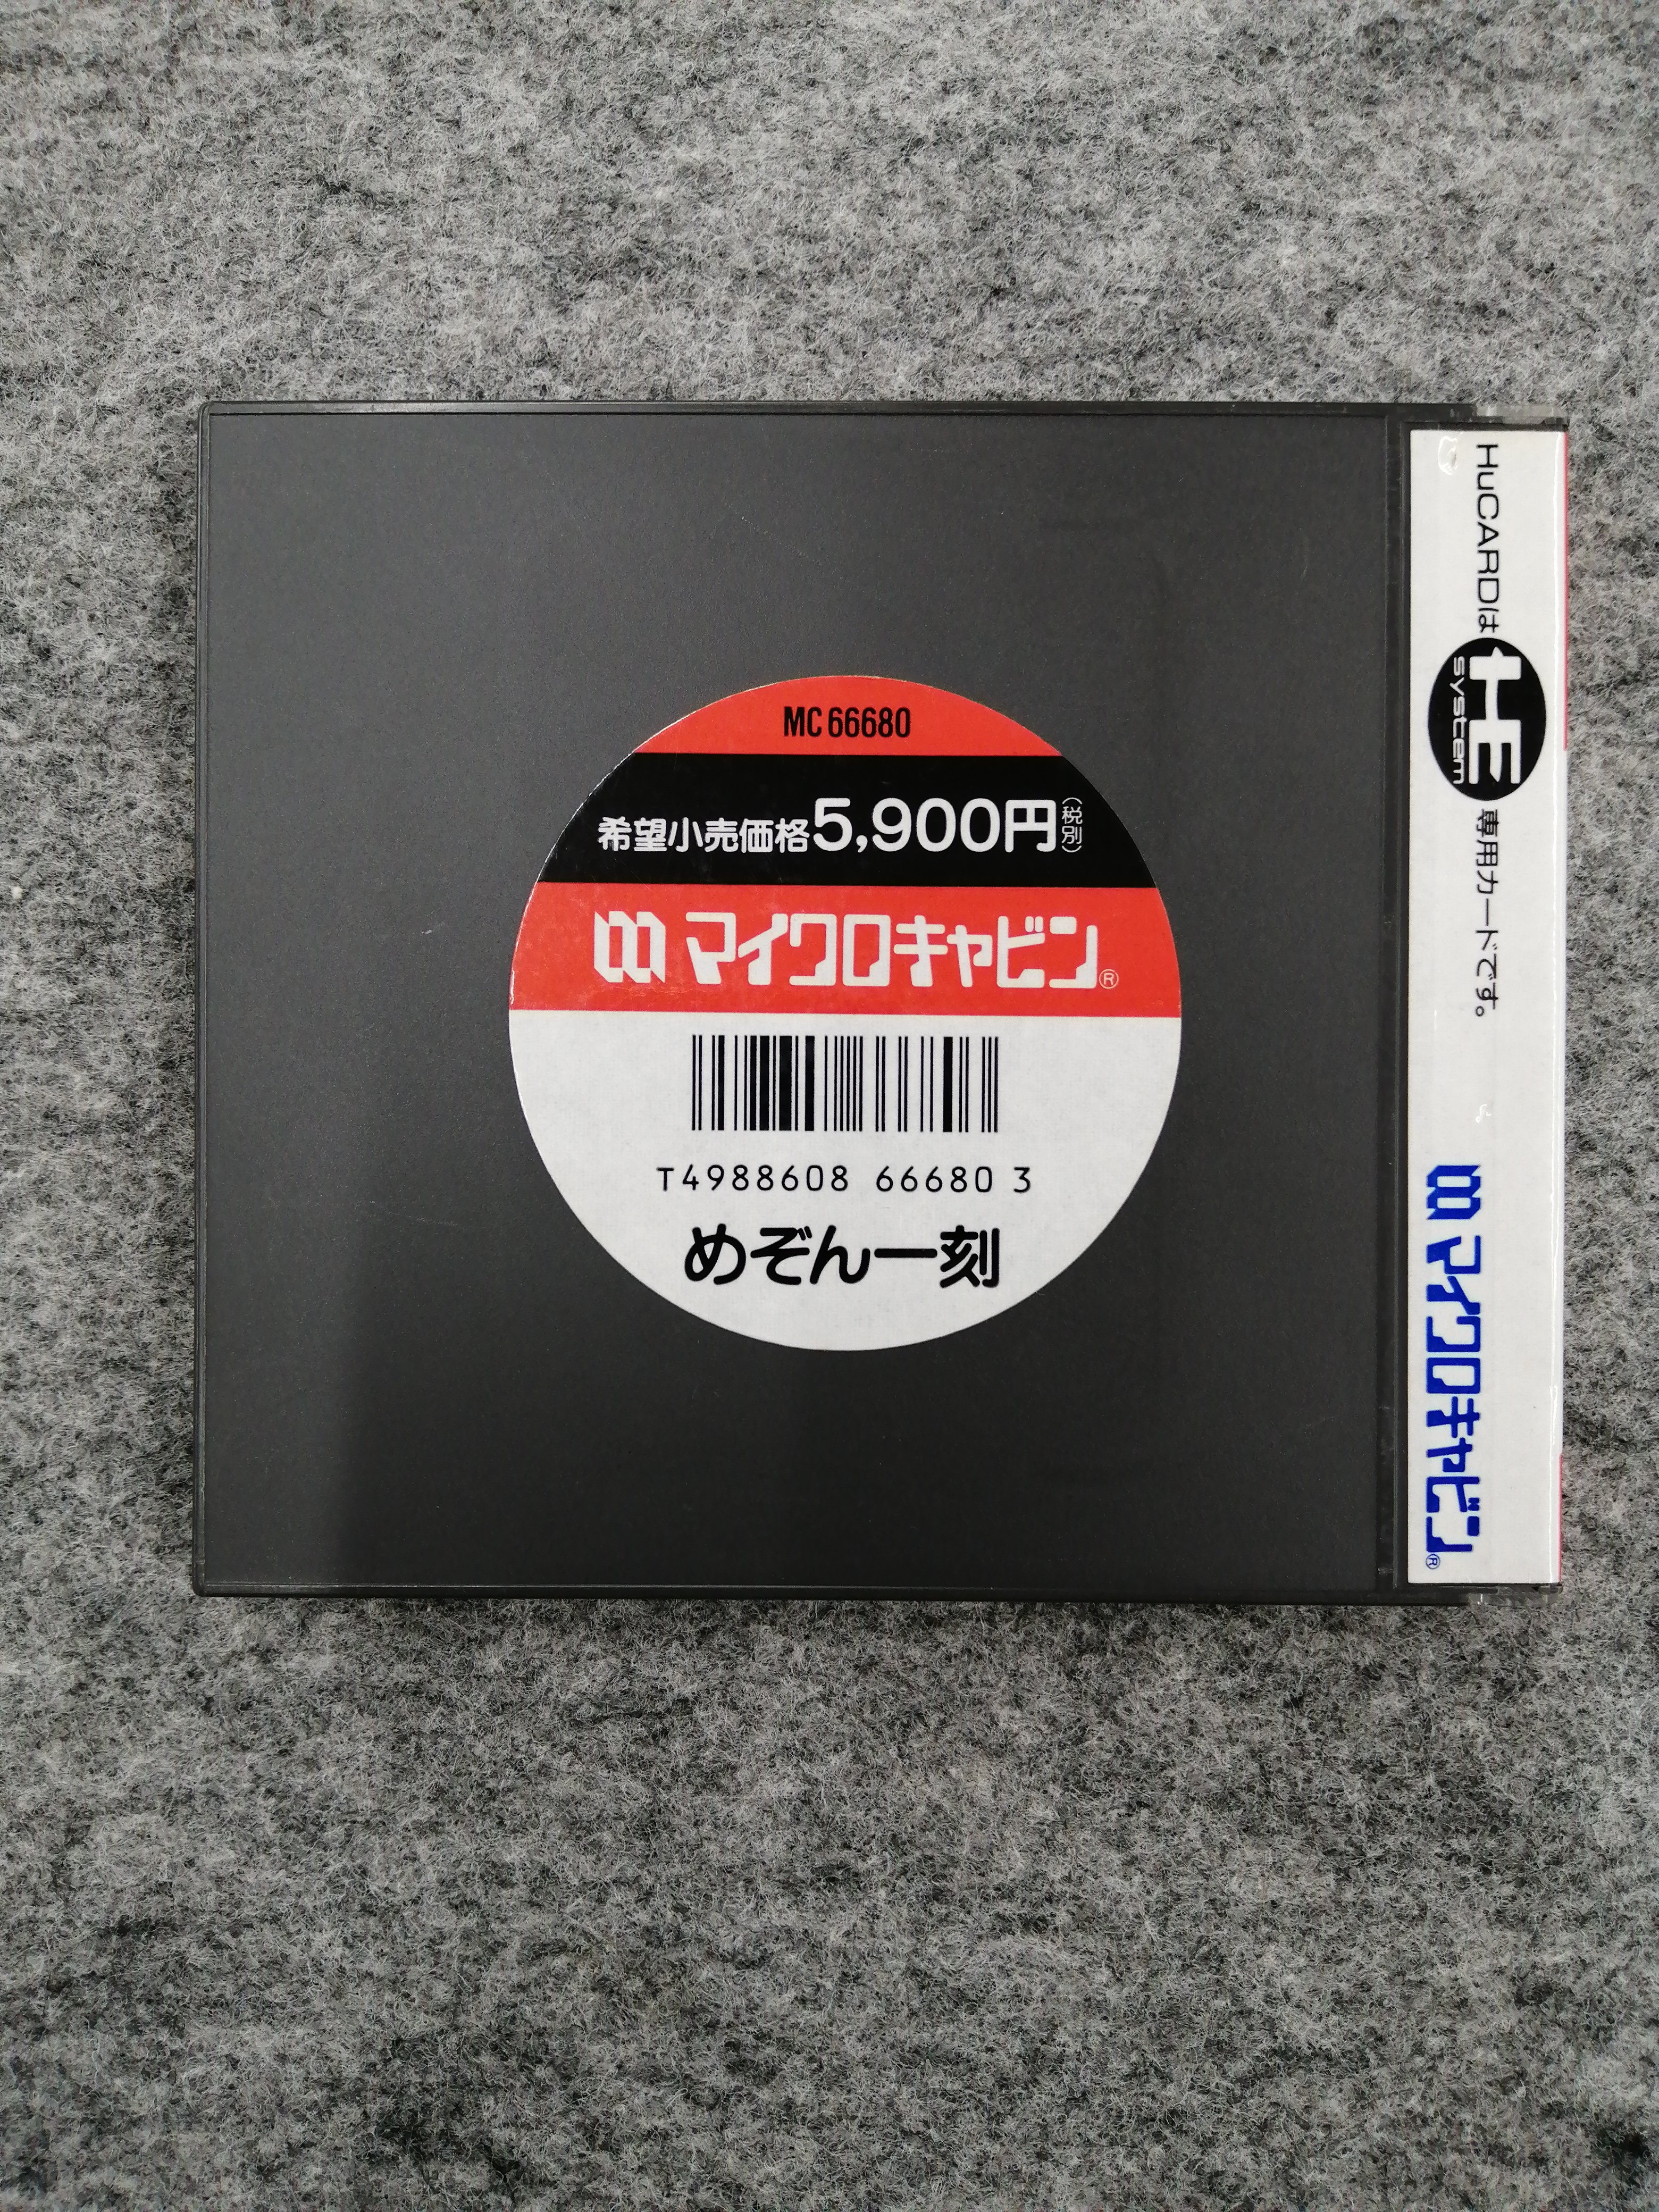 MC66680
希望小売価格5,900円(税別)
マイクロキャビン®
T4988608 66680 3
めぞん一刻
HuCARDは HE system 専用カードです。
マイクロキャビン®